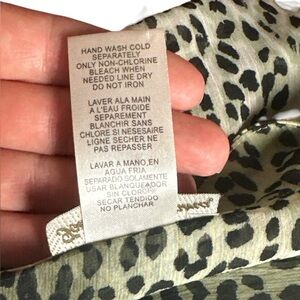 HAND WASH COLD
SEPARATELY
ONLY NON-CHLORINE
BLEACH WHEN
NEEDED LINE DRY
DO NOT IRON
LAVER ALA MAIN
A L'EAU FROIDE
SEPAREMENT
BLANCHIR SANS
CHLORE SI NESESAIRE
LIGNE SECHER NE
PAS REPASSER
LAVAR A MANO,EN
AGUA FRIA
SEPARADO SOLAMENTE
USAR BLANQUEADOR
SIN CLORO
SECAR TENDIDO
NO PLANCHAR